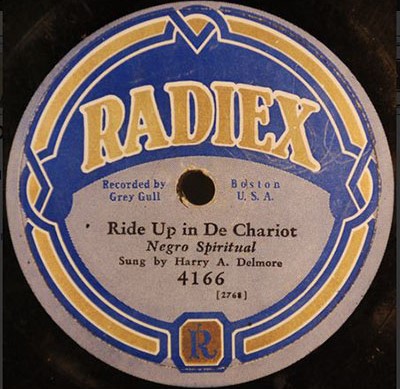 RADIEX
Recorded by Boston
Grey Gull U. S. A.
Ride Up in De Chariot
Negro Spiritual
Sung by Harry A. Delmore
4166
[2768]
R